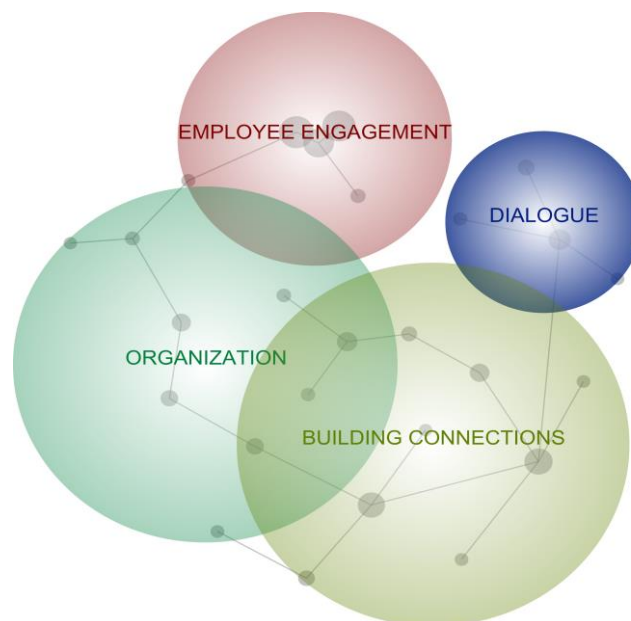 EMPLOYEE ENGAGEMENT
DIALOGUE
ORGANIZATION
BUILDING CONNECTIONS